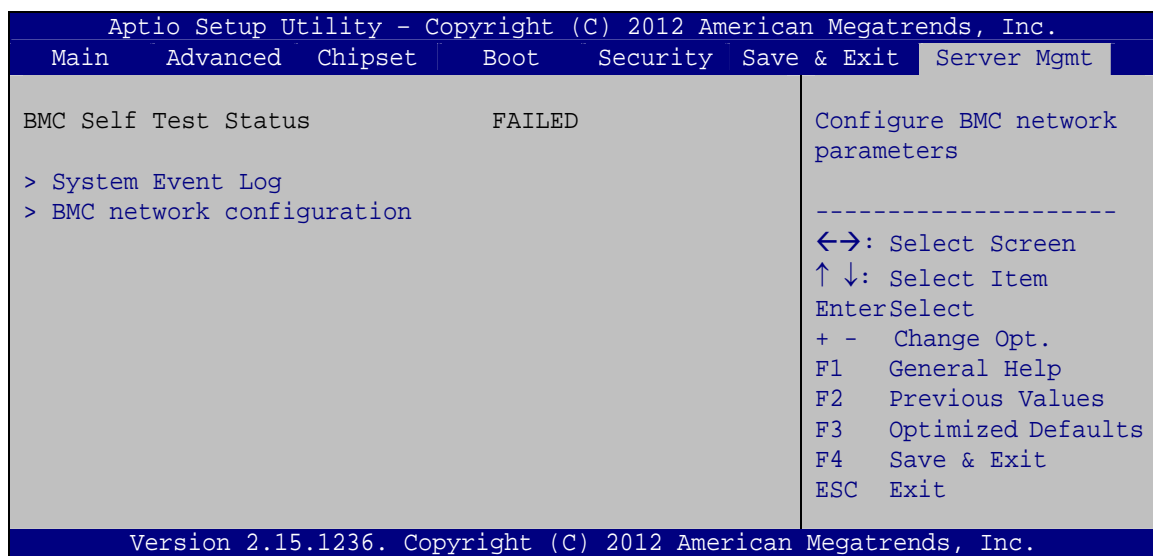 Aptio Setup Utility – Copyright (C) 2012 American Megatrends, Inc.
Main Advanced Chipset Boot Security Save & Exit Server Mgmt
BMC Self Test Status FAILED
> System Event Log
> BMC network configuration
Configure BMC network
parameters
---------------------
←→: Select Screen
↑ ↓: Select Item
EnterSelect
+ - Change Opt.
F1 General Help
F2 Previous Values
F3 Optimized Defaults
F4 Save & Exit
ESC Exit
Version 2.15.1236. Copyright (C) 2012 American Megatrends, Inc.